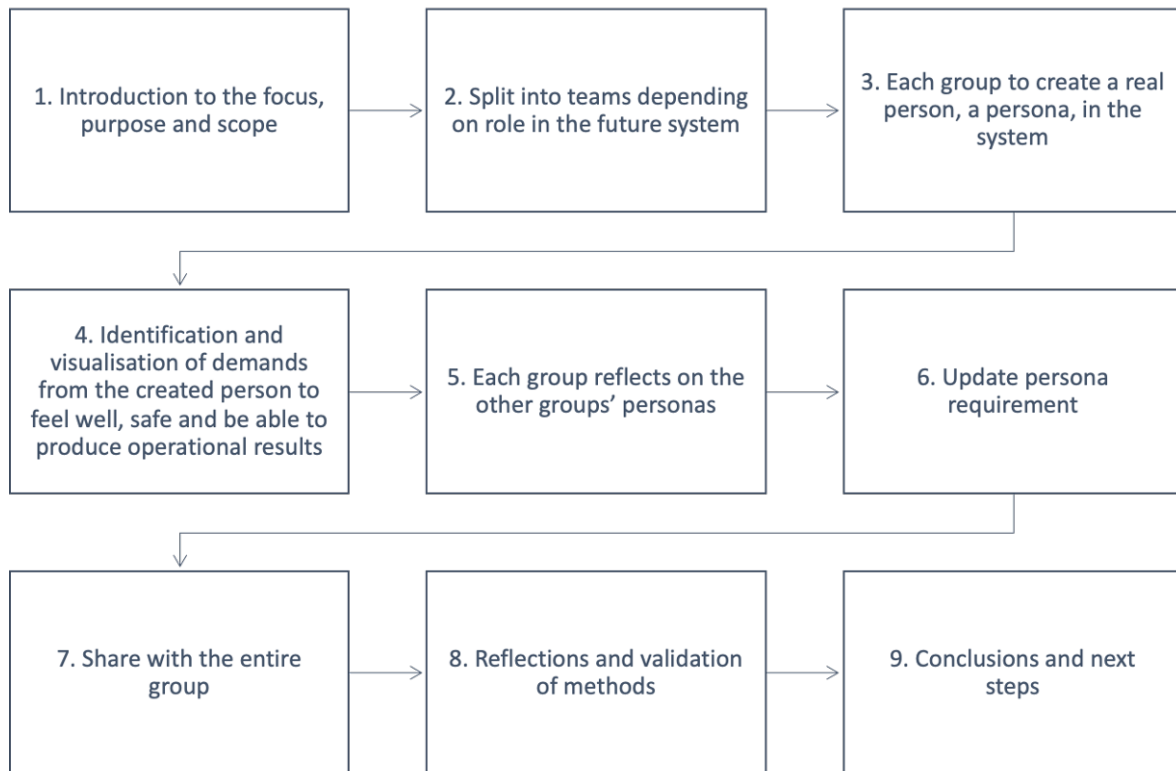 1. Introduction to the focus,
purpose and scope
2. Split into teams depending
on role in the future system
3. Each group to create a real
person, a persona, in the
system
4. Identification and
visualisation of demands
from the created person to
feel well, safe and be able to
produce operational results
5. Each group reflects on the
other groups’ personas
6. Update persona
requirement
7. Share with the entire
group
8. Reflections and validation
of methods
9. Conclusions and next
steps